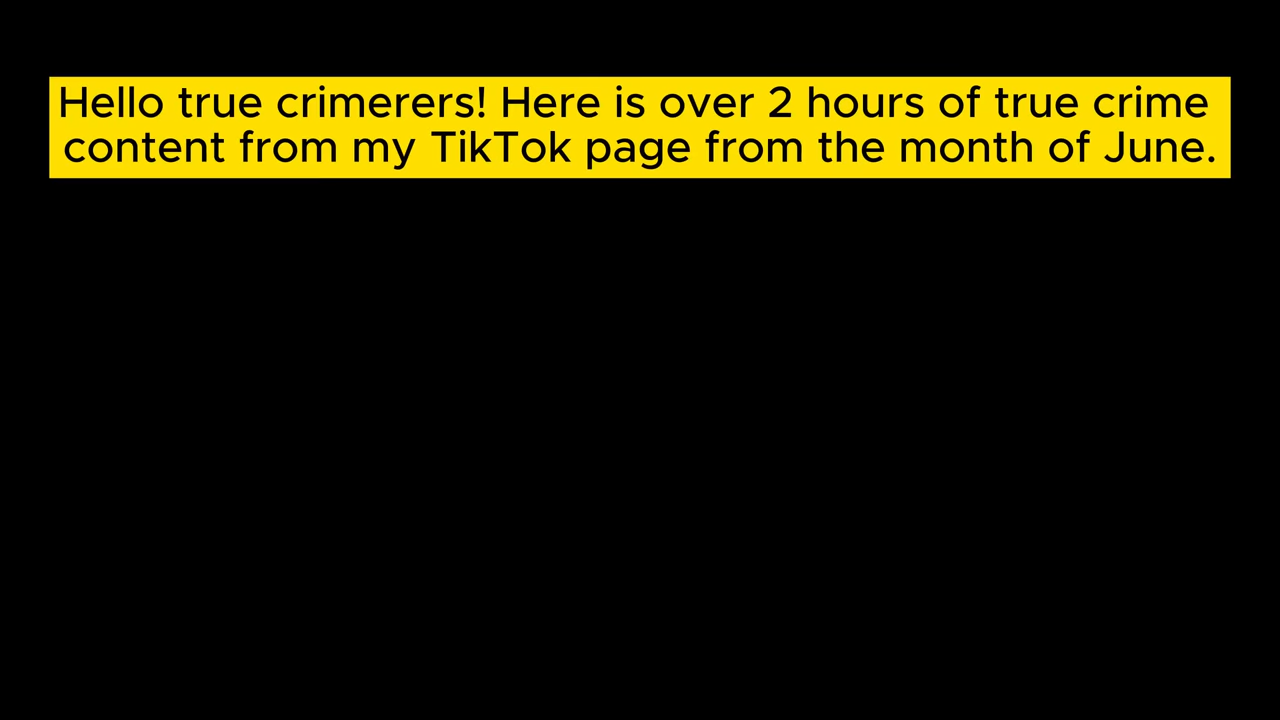 Hello true crimerers! Here is over 2 hours of true crime
content from my TikTok page from the month of June.